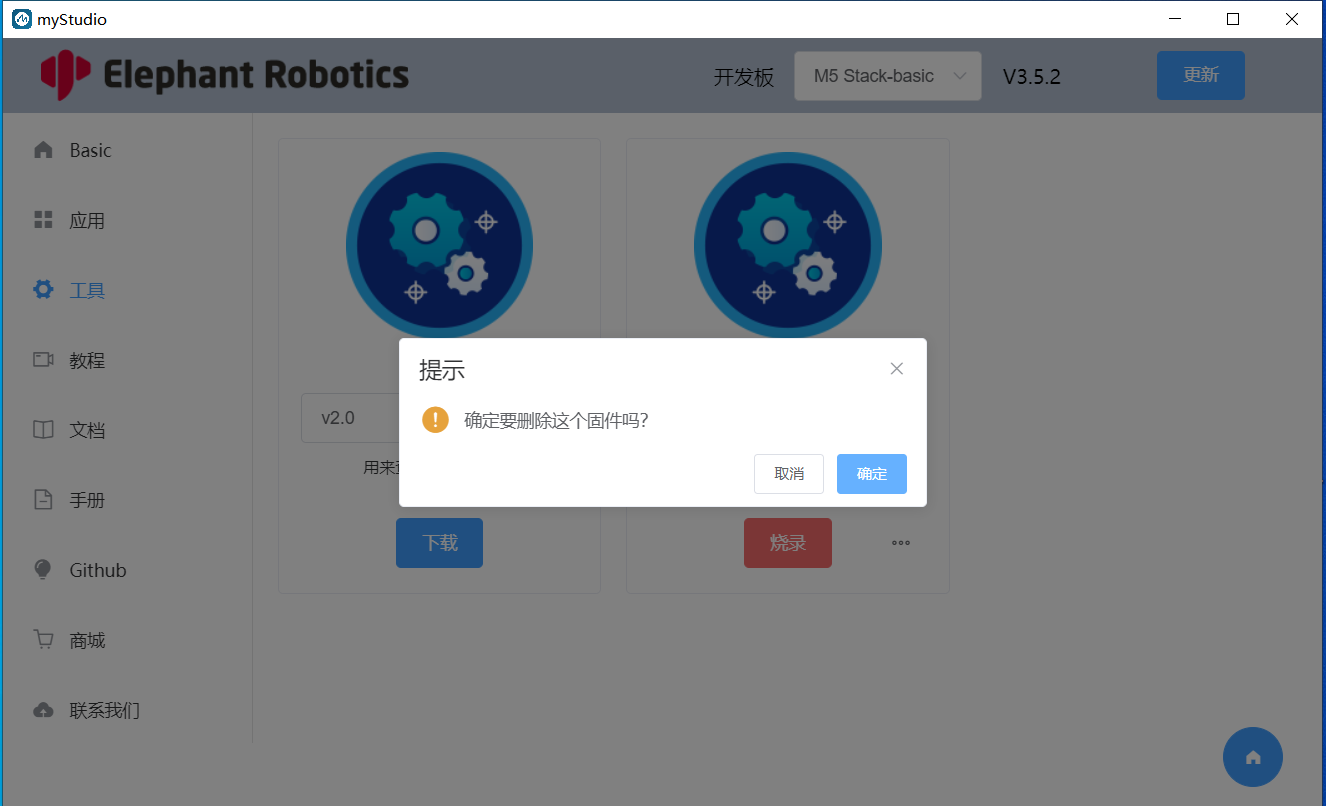 myStudio
Elephant Robotics
开发板
M5 Stack-basic
V3.5.2
更新
Basic
应用
工具
教程
文档
手册
Github
商城
联系我们
v2.0
用来
提示
确定要删除这个固件吗?
取消
确定
下载
烧录